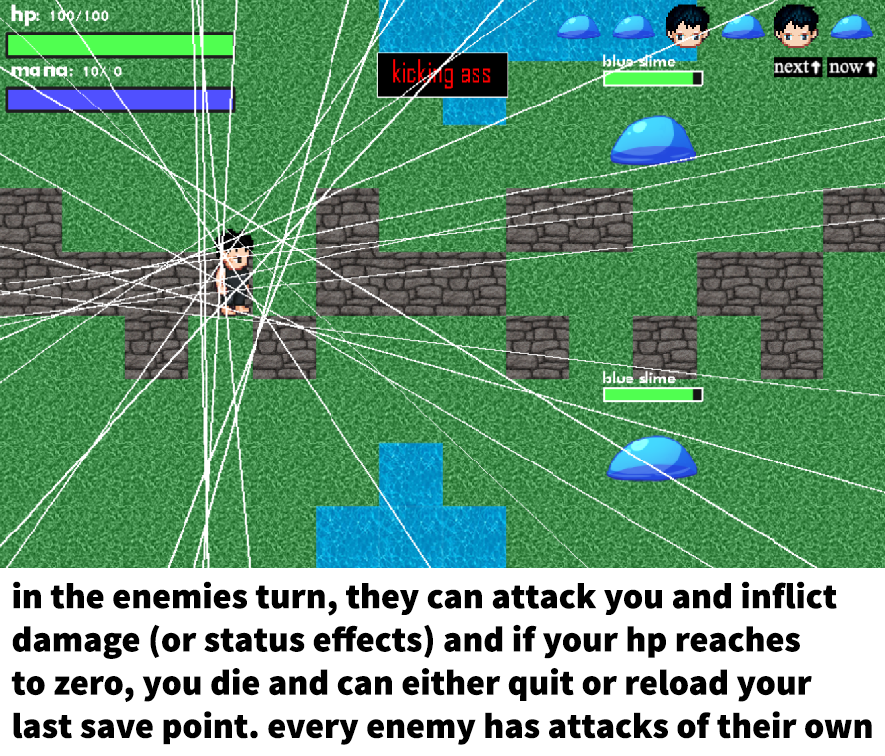 hp: 100/100
mana: 10/ 0
kicking ass
blue slime
next↑ now↑
blue slime
in the enemies turn, they can attack you and inflict
damage (or status effects) and if your hp reaches
to zero, you die and can either quit or reload your
last save point. every enemy has attacks of their own